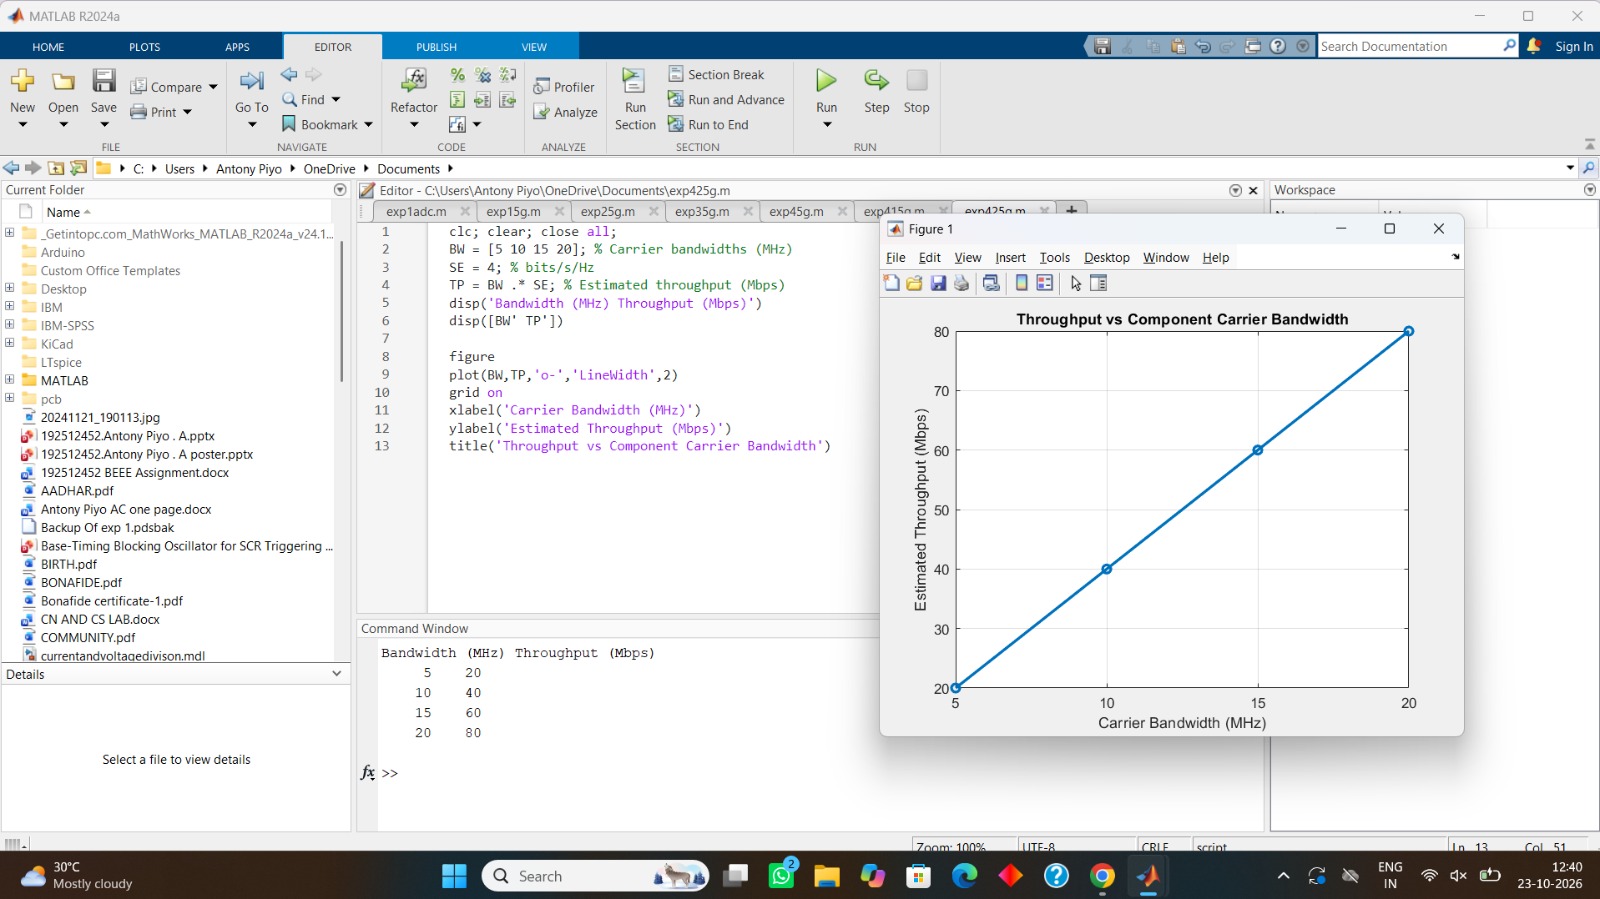 MATLAB R2024a
HOME PLOTS APPS EDITOR PUBLISH VIEW
Search Documentation
Sign In
New Open Save Compare Print
Go To Find Bookmark
Refactor
Profiler Analyze
Run Section
Section Break
Run and Advance
Run to End
Run Step Stop
FILE NAVIGATE CODE ANALYZE SECTION RUN
C: Users Antony Piyo OneDrive Documents
Current Folder
Name
_Getintopc.com_MathWorks_MATLAB_R2024a_v24.1...
Arduino
Custom Office Templates
Desktop
IBM
IBM-SPSS
KiCad
LTspice
MATLAB
pcb
20241121_190113.jpg
192512452.Antony Piyo . A.pptx
192512452.Antony Piyo . A poster.pptx
192512452 BEEE Assignment.docx
AADHAR.pdf
Antony Piyo AC one page.docx
Backup Of exp 1.pdsbak
Base-Timing Blocking Oscillator for SCR Triggering ...
BIRTH.pdf
BONAFIDE.pdf
Bonafide certificate-1.pdf
CN AND CS LAB.docx
COMMUNITY.pdf
currentandvoltagedivison.mdl
Details
Select a file to view details
Editor - C:\Users\Antony Piyo\OneDrive\Documents\exp425g.m
exp1adc.m exp15g.m exp25g.m exp35g.m exp45g.m exp415g.m exp425g.m
1 clc; clear; close all;
2 BW = [5 10 15 20]; % Carrier bandwidths (MHz)
3 SE = 4; % bits/s/Hz
4 TP = BW .* SE; % Estimated throughput (Mbps)
5 disp('Bandwidth (MHz) Throughput (Mbps)')
6 disp([BW' TP'])
7
8 figure
9 plot(BW,TP,'o-','LineWidth',2)
10 grid on
11 xlabel('Carrier Bandwidth (MHz)')
12 ylabel('Estimated Throughput (Mbps)')
13 title('Throughput vs Component Carrier Bandwidth')
Command Window
Bandwidth (MHz) Throughput (Mbps)
5 20
10 40
15 60
20 80
fx >>
Workspace
Figure 1
File Edit View Insert Tools Desktop Window Help
Throughput vs Component Carrier Bandwidth
80
70
60
50
40
30
20
Estimated Throughput (Mbps)
5 10 15 20
Carrier Bandwidth (MHz)
Zoom: 100% UTF-8 CRLF script Ln 13 Col 51
30°C
Mostly cloudy
Search
2
ENG
IN
12:40
23-10-2026